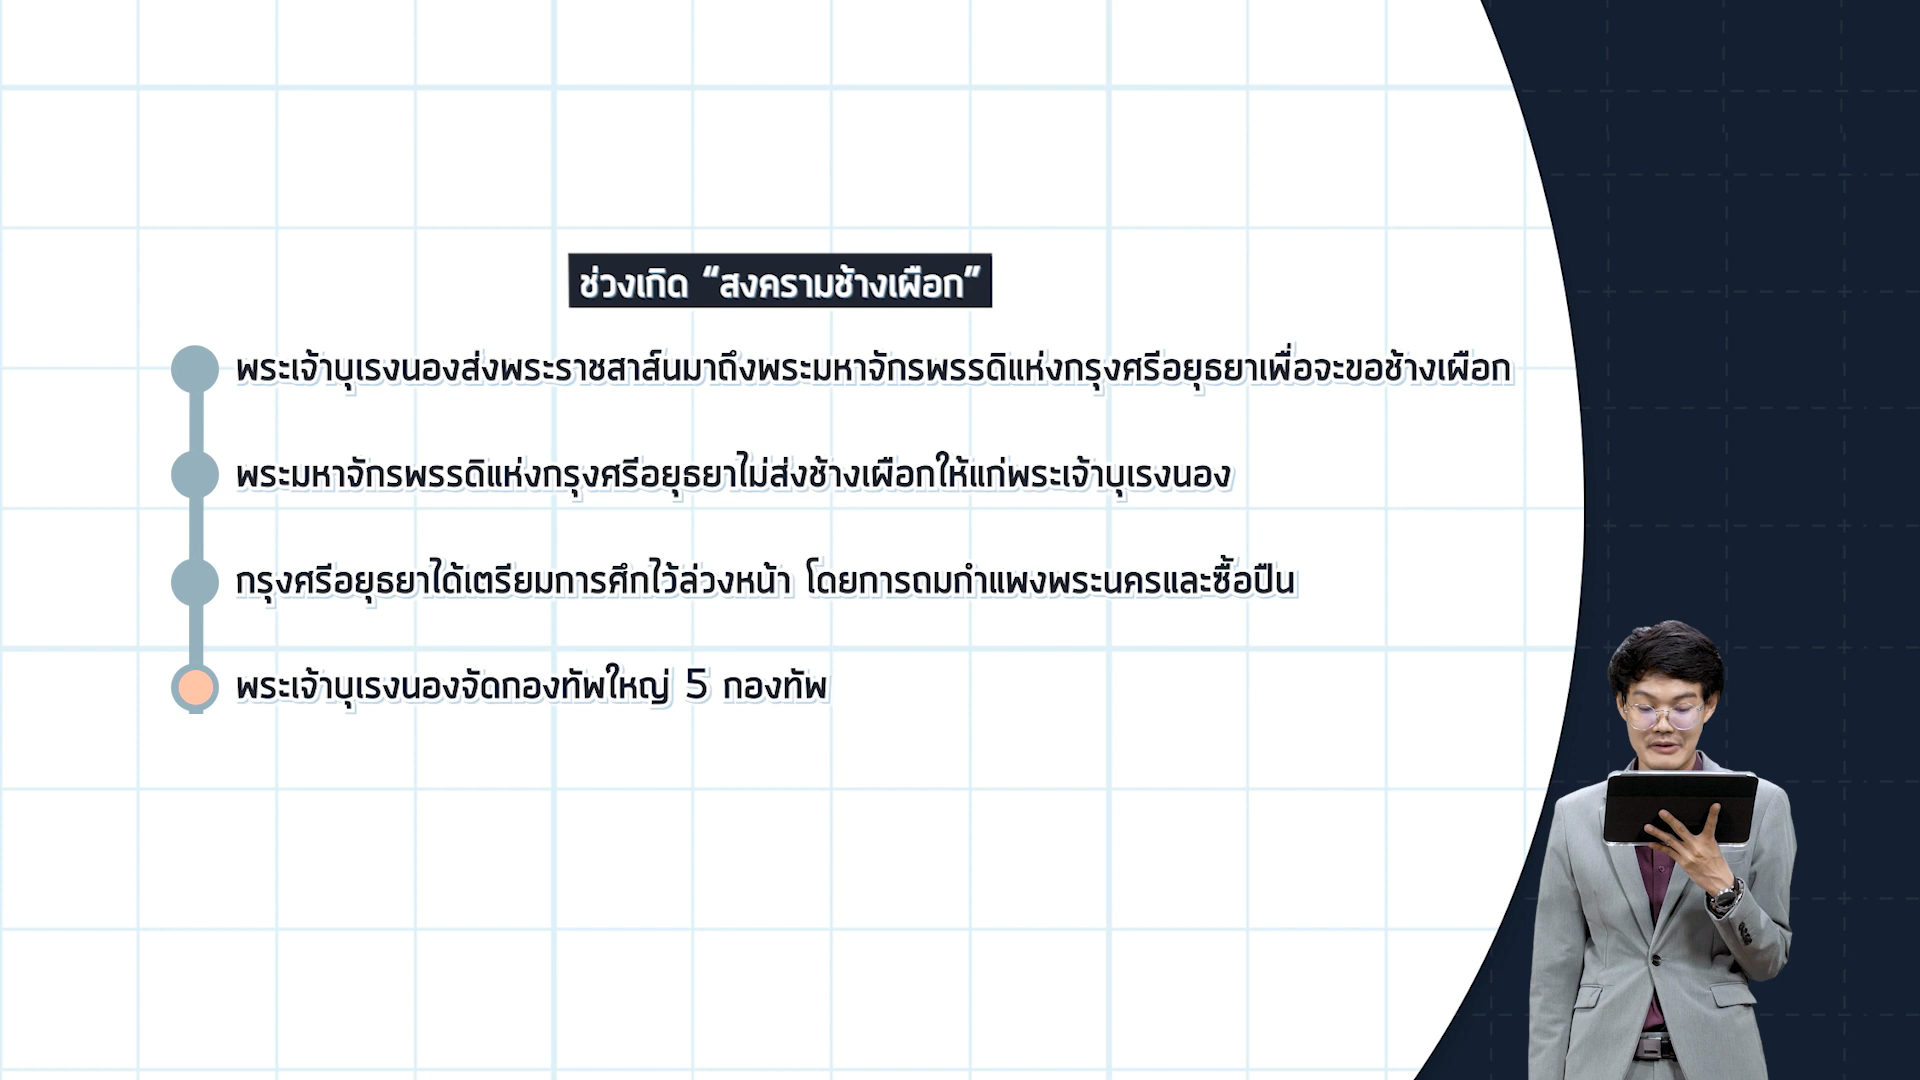 ช่วงเกิด “สงครามช้างเผือก”
พระเจ้าบุเรงนองส่งพระราชสาส์นมาถึงพระมหาจักรพรรดิแห่งกรุงศรีอยุธยาเพื่อจะขอช้างเผือก
พระมหาจักรพรรดิแห่งกรุงศรีอยุธยาไม่ส่งช้างเผือกให้แก่พระเจ้าบุเรงนอง
กรุงศรีอยุธยาได้เตรียมการศึกไว้ล่วงหน้า โดยการถมกำแพงพระนครและซื้อปืน
พระเจ้าบุเรงนองจัดกองทัพใหญ่ 5 กองทัพ